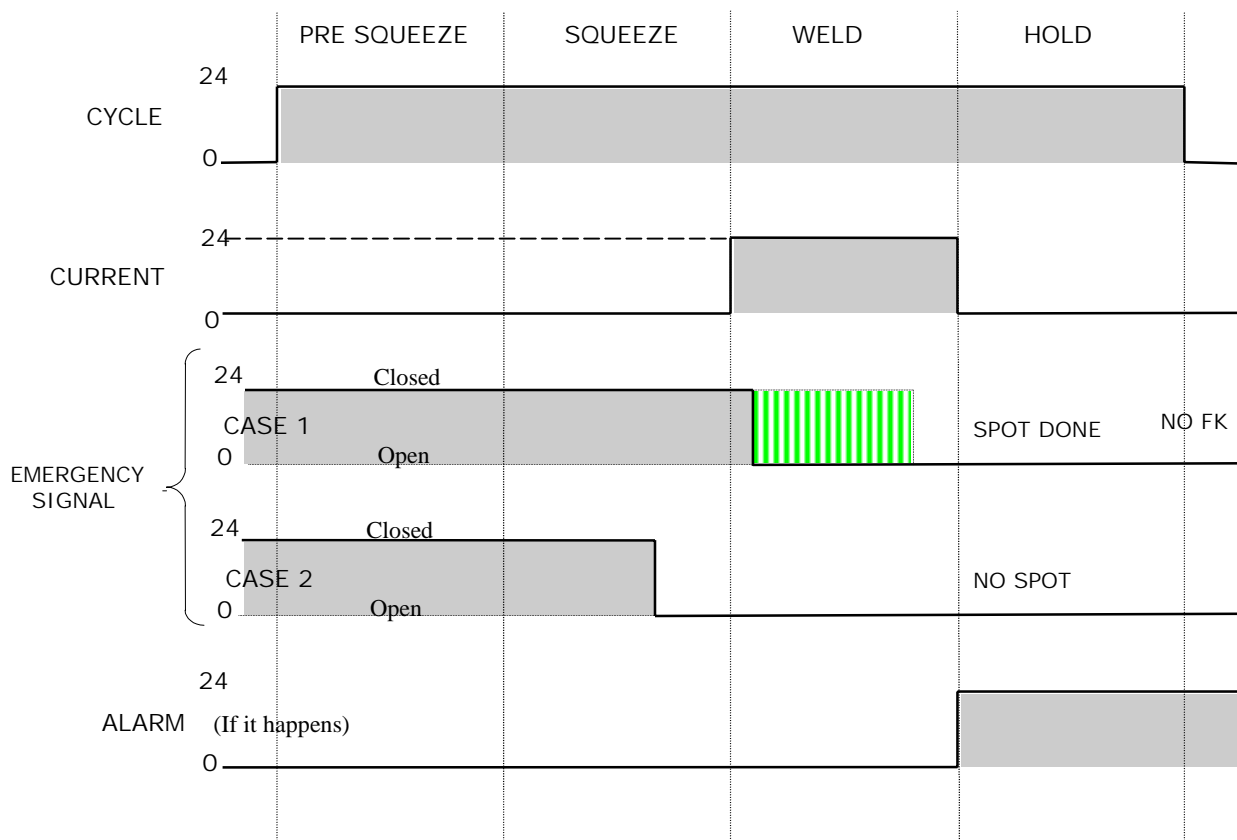 PRE SQUEEZE SQUEEZE WELD HOLD
24
CYCLE
0
24
CURRENT
0
24 Closed
CASE 1 SPOT DONE NO FK
0 Open
EMERGENCY
SIGNAL
24 Closed
CASE 2 NO SPOT
0 Open
24
ALARM (If it happens)
0